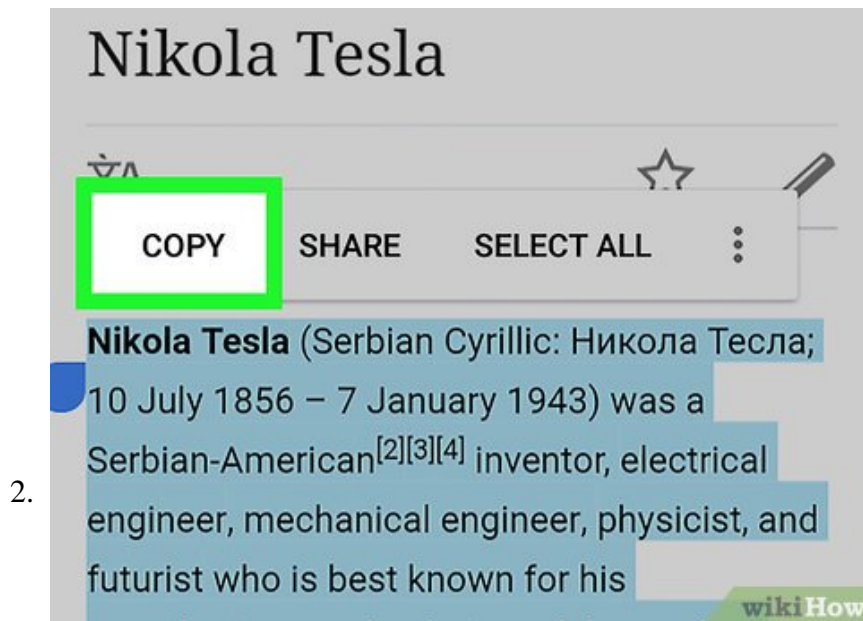 Nikola Tesla
COPY SHARE SELECT ALL
Nikola Tesla (Serbian Cyrillic: Никола Тесла;
10 July 1856 – 7 January 1943) was a
Serbian-American[2][3][4] inventor, electrical
2.
engineer, mechanical engineer, physicist, and
futurist who is best known for his
wikiHow